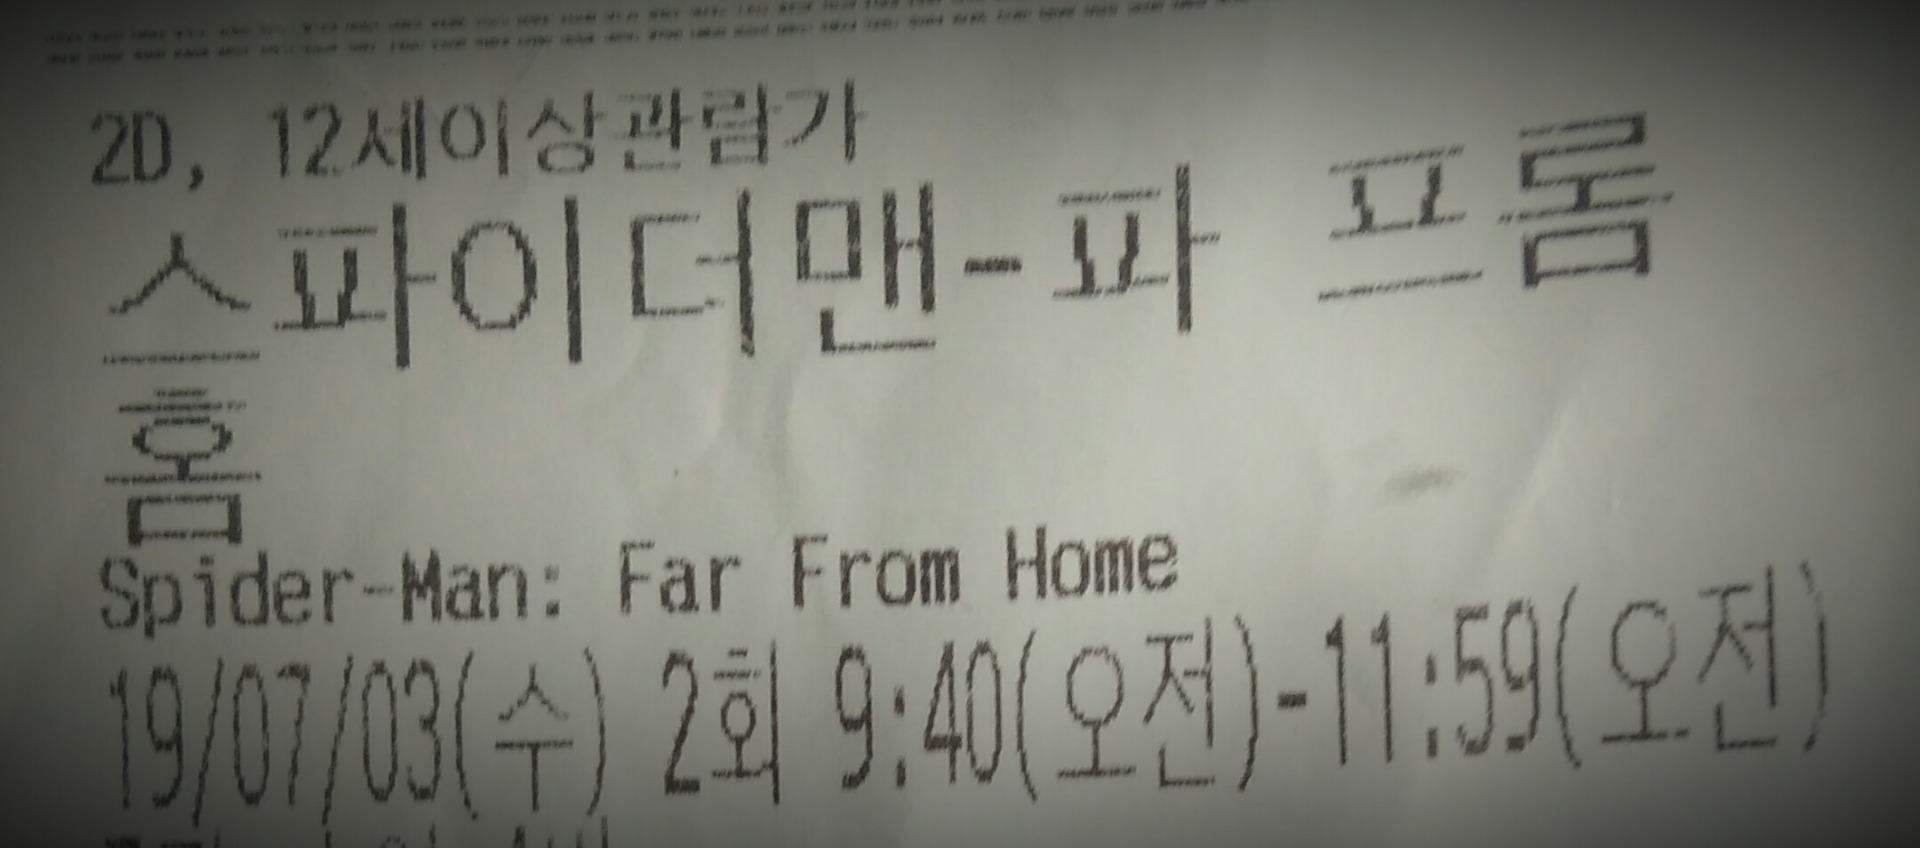 2D, 12세이상관람가
스파이더맨-파 프롬
홈
Spider-Man: Far From Home
19/07/03(수) 2회 9:40(오전)-11:59(오전)